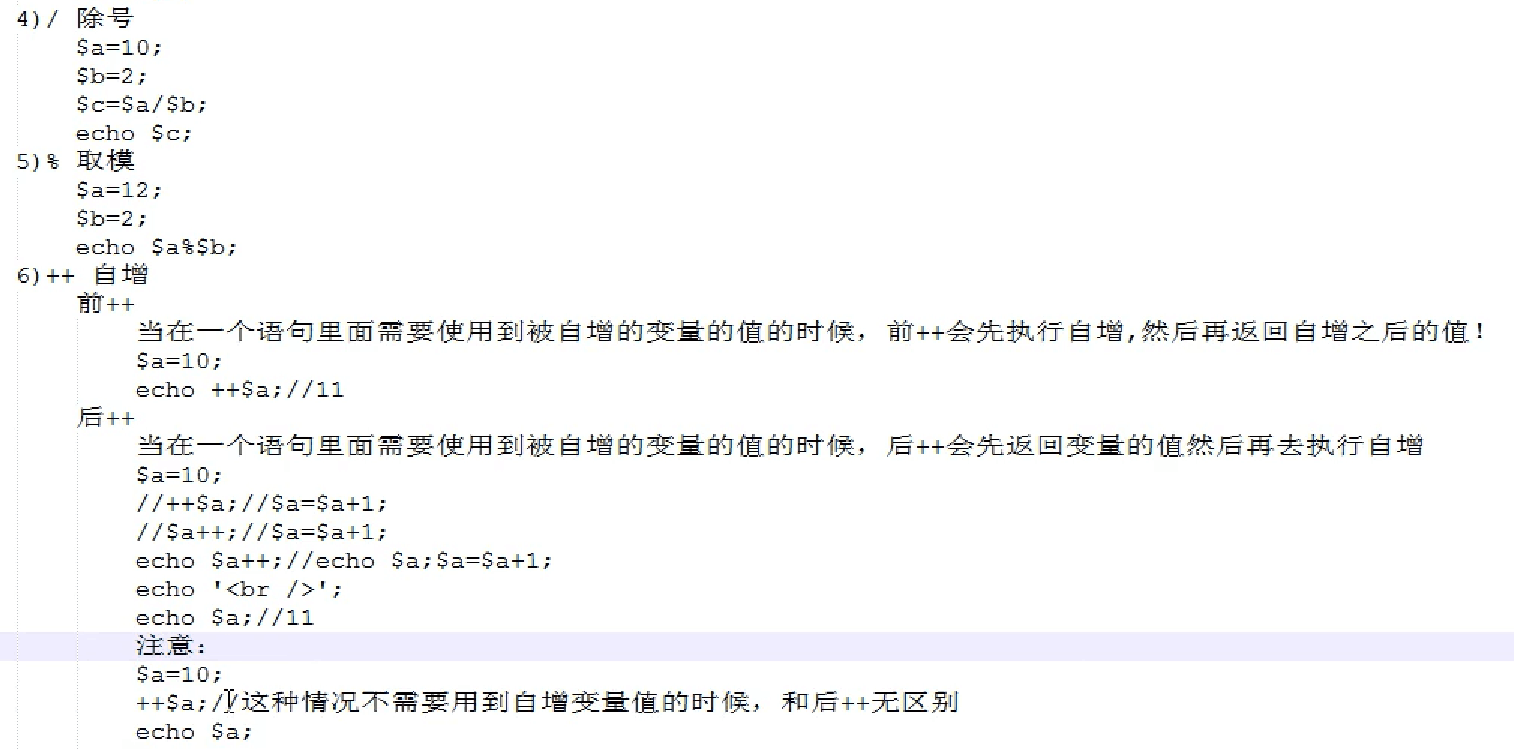 4)/ 除号
$a=10;
$b=2;
$c=$a/$b;
echo $c;
5)% 取模
$a=12;
$b=2;
echo $a%$b;
6)++ 自增
前++
当在一个语句里面需要使用到被自增的变量的值的时候，前++会先执行自增,然后再返回自增之后的值！
$a=10;
echo ++$a;//11
后++
当在一个语句里面需要使用到被自增的变量的值的时候，后++会先返回变量的值然后再去执行自增
$a=10;
//++$a;//$a=$a+1;
//$a++;//$a=$a+1;
echo $a++;//echo $a;$a=$a+1;
echo '<br />';
echo $a;//11
注意：
$a=10;
++$a;//这种情况不需要用到自增变量值的时候，和后++无区别
echo $a;